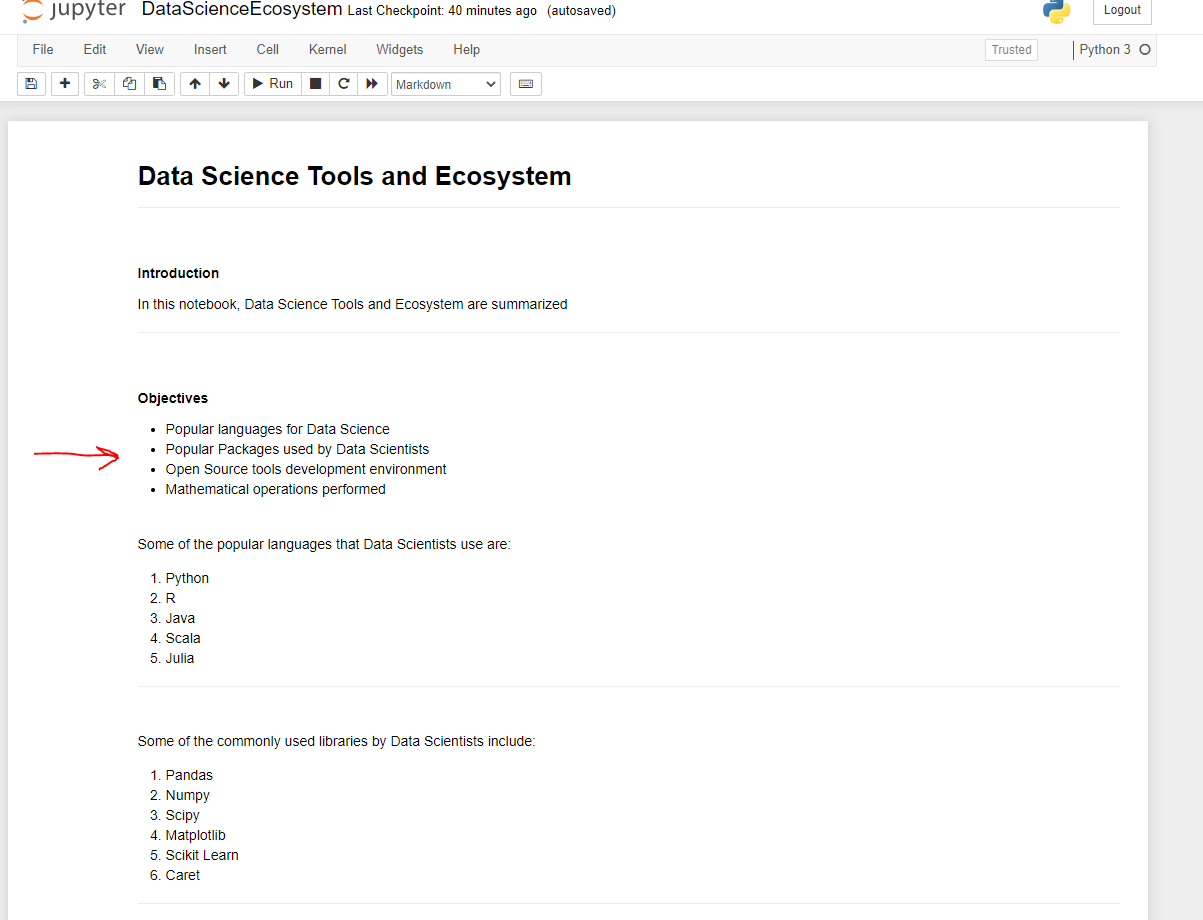 jupyter DataScienceEcosystem Last Checkpoint: 40 minutes ago (autosaved) Logout
File Edit View Insert Cell Kernel Widgets Help Trusted Python 3
Run Markdown
Data Science Tools and Ecosystem
Introduction
In this notebook, Data Science Tools and Ecosystem are summarized
Objectives
• Popular languages for Data Science
• Popular Packages used by Data Scientists
• Open Source tools development environment
• Mathematical operations performed
Some of the popular languages that Data Scientists use are:
1. Python
2. R
3. Java
4. Scala
5. Julia
Some of the commonly used libraries by Data Scientists include:
1. Pandas
2. Numpy
3. Scipy
4. Matplotlib
5. Scikit Learn
6. Caret